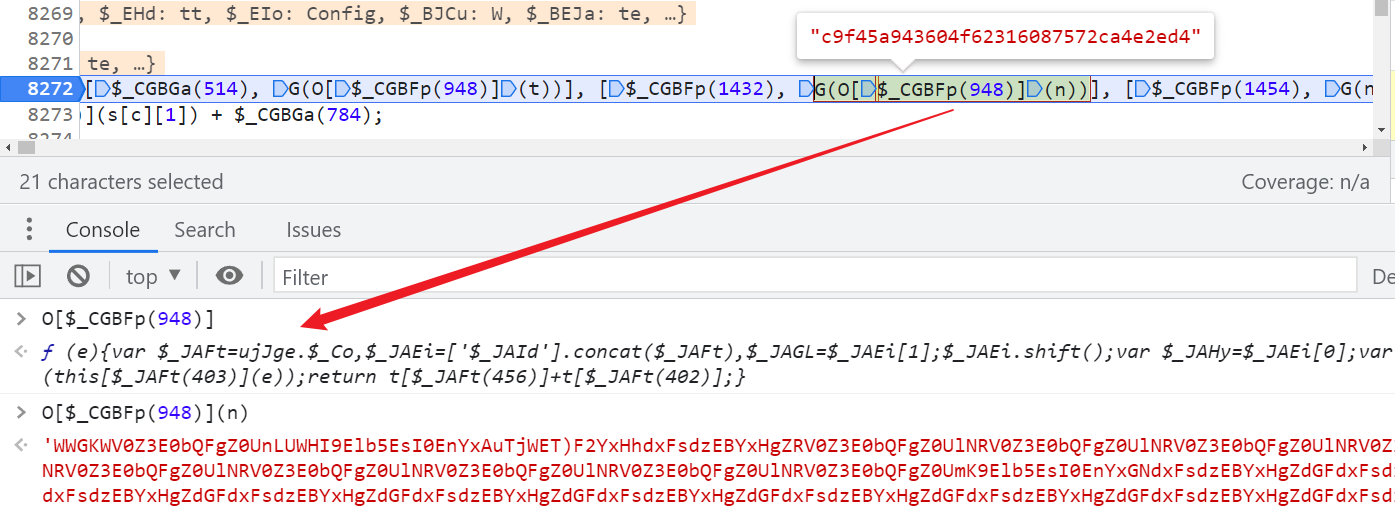 8269 , $_EHd: tt, $_EIo: Config, $_BJCu: W, $_BEJa: te, …}
"c9f45a943604f62316087572ca4e2ed4"
8270
8271 te, …}
8272 [$_CGBGa(514), G(O[$_CGBFp(948)](t))], [$_CGBFp(1432), G(O[$_CGBFp(948)](n))], [$_CGBFp(1454), G(n
8273 )](s[c][1]) + $_CGBGa(784);
8274
21 characters selected Coverage: n/a
Console Search Issues
top ▼ Filter De
> O[$_CGBFp(948)]
ƒ (e){var $_JAFt=ujJge.$_Co,$_JAEi=['$_JAId'].concat($_JAFt),$_JAGL=$_JAEi[1];$_JAEi.shift();var $_JAHy=$_JAEi[0];var
(this[$_JAFt(403)](e));return t[$_JAFt(456)]+t[$_JAFt(402)];}
> O[$_CGBFp(948)](n)
'WWGKWV0Z3E0bQFgZ0UnLUWHI9Elb5EsI0EnYxAuTjWET)F2YxHhdxFsdzEBYxHgZRV0Z3E0bQFgZ0UlNRV0Z3E0bQFgZ0UlNRV0Z3E0bQFgZ0UlNRV0Z
NRV0Z3E0bQFgZ0UlNRV0Z3E0bQFgZ0UlNRV0Z3E0bQFgZ0UlNRV0Z3E0bQFgZ0UlNRV0Z3E0bQFgZ0UmK9Elb5EsI0EnYxGNdxFsdzEBYxHgZdGFdxFsd
dxFsdzEBYxHgZdGFdxFsdzEBYxHgZdGFdxFsdzEBYxHgZdGFdxFsdzEBYxHgZdGFdxFsdzEBYxHgZdGFdxFsdzEBYxHgZdGFdxFsdzEBYxHgZdGFdxFsd